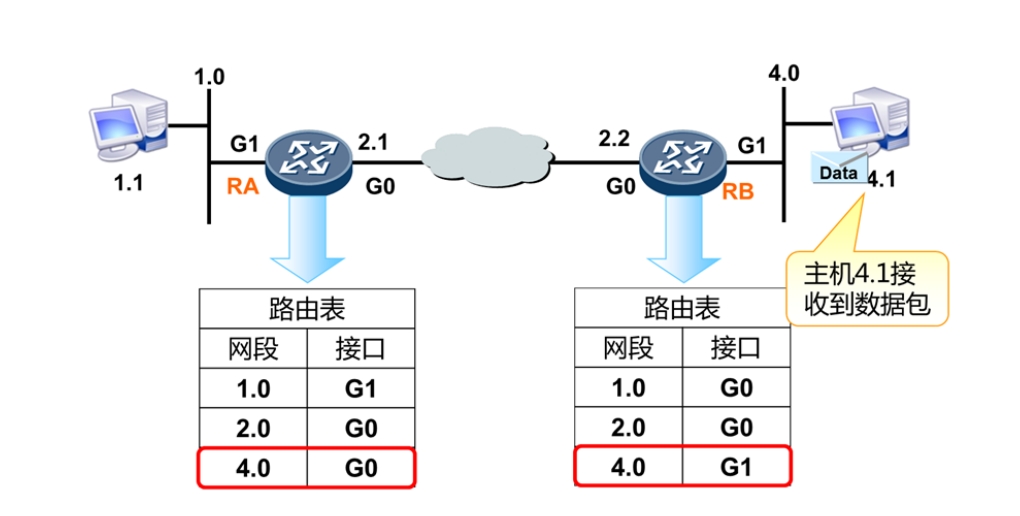 1.0
4.0
G1
2.1
2.2
G1
1.1
RA
G0
G0
RB
Data
4.1
主机4.1接
收到数据包
路由表
网段 接口
1.0 G1
2.0 G0
4.0 G0
路由表
网段 接口
1.0 G0
2.0 G0
4.0 G1